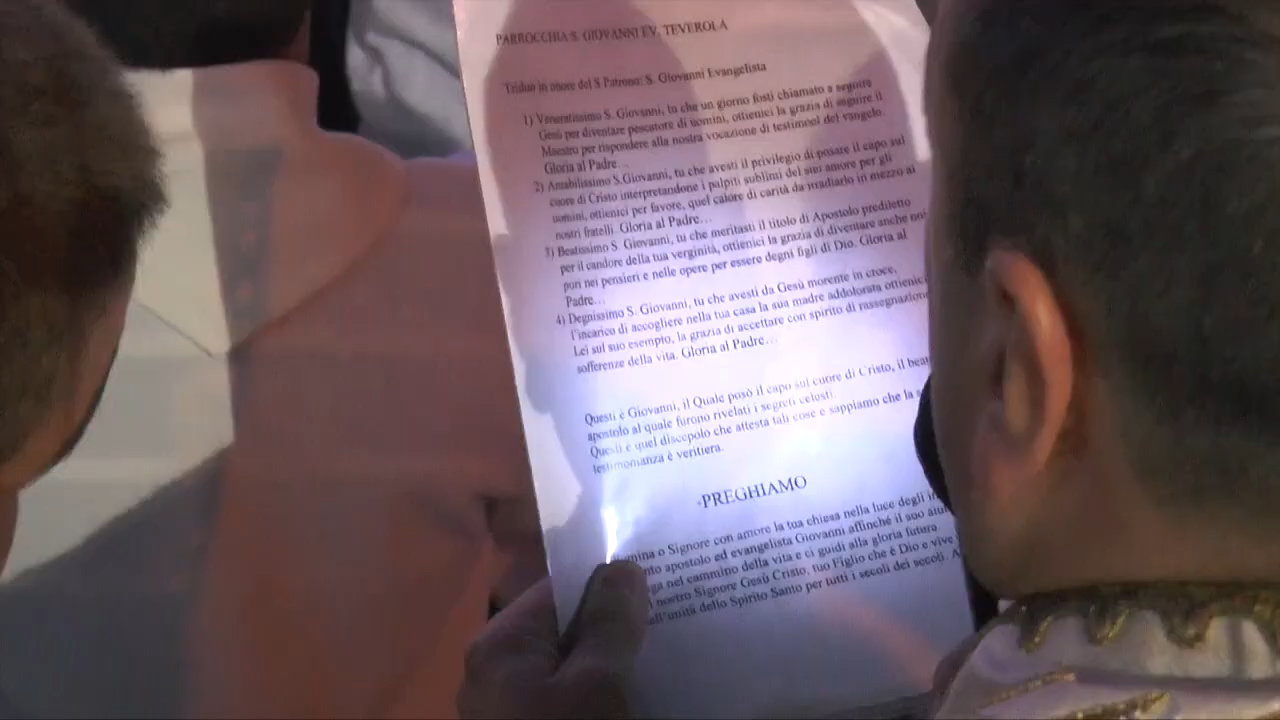 PARROCCHIA S. GIOVANNI EV. TEVEROLA
Triduo in onore del S Patrono: S. Giovanni Evangelista
1) Veneratissimo S. Giovanni, tu che un giorno fosti chiamato a seguire
Gesù per diventare pescatore di uomini, ottienici la grazia di seguire il
Maestro per rispondere alla nostra vocazione di testimoni del vangelo.
Gloria al Padre…
2) Amabilissimo S.Giovanni, tu che avesti il privilegio di posare il capo sul
cuore di Cristo interpretandone i palpiti sublimi del suo amore per gli
uomini, ottienici per favore, quel calore di carità da irradiarlo in mezzo ai
nostri fratelli. Gloria al Padre…
3) Beatissimo S. Giovanni, tu che meritasti il titolo di Apostolo prediletto
per il candore della tua verginità, ottienici la grazia di diventare anche noi
puri nei pensieri e nelle opere per essere degni figli di Dio. Gloria al
Padre…
4) Degnissimo S. Giovanni, tu che avesti da Gesù morente in croce,
l'incarico di accogliere nella tua casa la sua madre addolorata ottienici
Lei sul suo esempio, la grazia di accettare con spirito di rassegnazione
sofferenze della vita. Gloria al Padre…
Questi è Giovanni, il Quale posò il capo sul cuore di Cristo, il
apostolo al quale furono rivelati i segreti celesti.
Questi è quel discepolo che attesta tali cose e sappiamo che la
testimomanza è veritiera.
-PREGHIAMO
o Signore con amore la tua chiesa nella luce degli
apostolo ed evangelista Giovanni affinché il suo
nel cammino della vita e ci guidi alla gloria futura
nostro Signore Gesù Cristo, tuo Figlio che è Dio e vive
nell'unità dello Spirito Santo per tutti i secoli dei secoli.